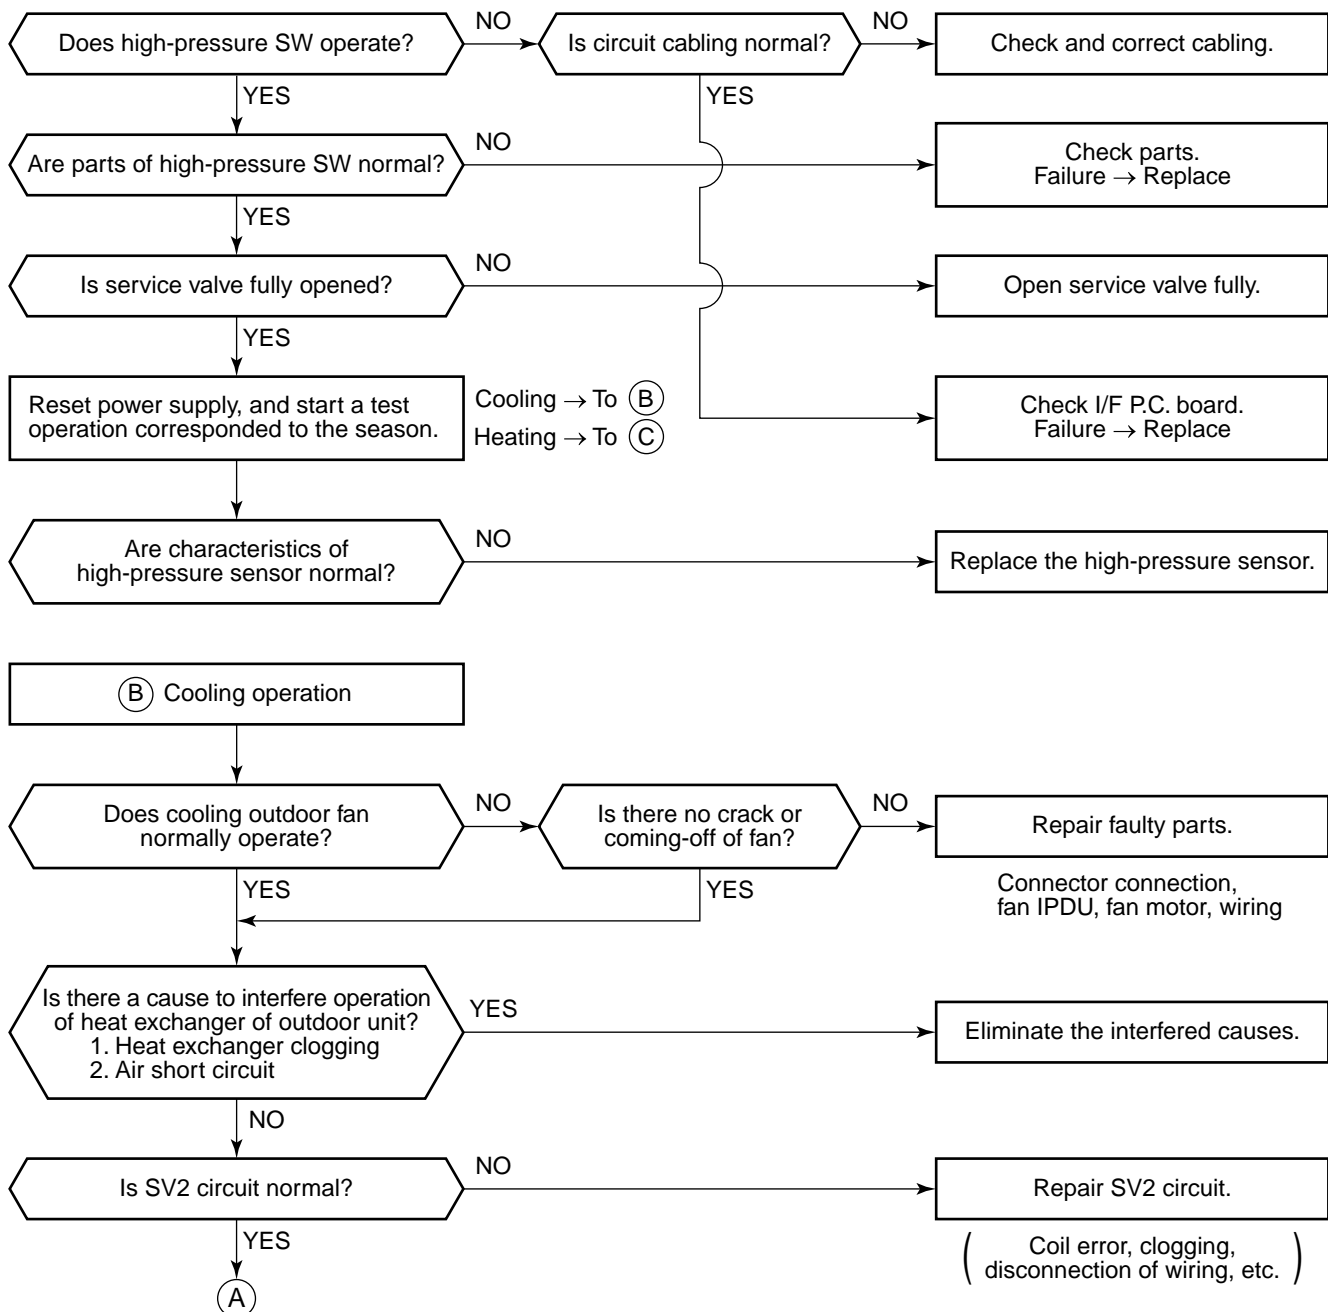 Does high-pressure SW operate?
NO
Is circuit cabling normal?
NO
Check and correct cabling.
YES
YES
Are parts of high-pressure SW normal?
NO
Check parts.
Failure → Replace
YES
Is service valve fully opened?
NO
Open service valve fully.
YES
Reset power supply, and start a test
operation corresponded to the season.
Cooling → To B
Heating → To C
Check I/F P.C. board.
Failure → Replace
Are characteristics of
high-pressure sensor normal?
NO
Replace the high-pressure sensor.
B Cooling operation
Does cooling outdoor fan
normally operate?
NO
Is there no crack or
coming-off of fan?
NO
Repair faulty parts.
Connector connection,
fan IPDU, fan motor, wiring
YES
YES
Is there a cause to interfere operation
of heat exchanger of outdoor unit?
1. Heat exchanger clogging
2. Air short circuit
YES
Eliminate the interfered causes.
NO
Is SV2 circuit normal?
NO
Repair SV2 circuit.
( Coil error, clogging,
disconnection of wiring, etc. )
YES
A